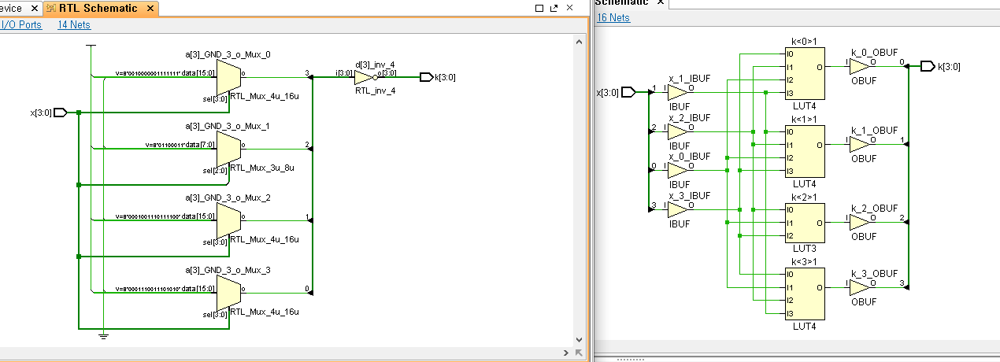 evice
RTL Schematic
I/O Ports 14 Nets
a[3]_GND_3_o_Mux_0
V=B"0010000001111111" data[15:0] o 3
sel[3:0] RTL_Mux_4u_16u
d[3]_inv_4
i[3:0] o[3:0] k[3:0]
RTL_inv_4
x[3:0]
a[3]_GND_3_o_Mux_1
V=B"01100011" data[7:0] o 2
sel[2:0] RTL_Mux_3u_8u
a[3]_GND_3_o_Mux_2
V=B"0001001110111100" data[15:0] o 1
sel[3:0] RTL_Mux_4u_16u
a[3]_GND_3_o_Mux_3
V=B"0001110011101010" data[15:0] o 0
sel[3:0] RTL_Mux_4u_16u
Schematic
16 Nets
x[3:0]
x_1_IBUF
1 I O
IBUF
x_2_IBUF
2 I O
IBUF
x_0_IBUF
0 I O
IBUF
x_3_IBUF
3 I O
IBUF
k<0>1
I0
I1 O
I2
I3
LUT4
k<1>1
I0
I1 O
I2
I3
LUT4
k<2>1
I0
I1 O
I2
LUT3
k<3>1
I0
I1 O
I2
I3
LUT4
k_0_OBUF
I O 0
OBUF
k_1_OBUF
I O 1
OBUF
k_2_OBUF
I O 2
OBUF
k_3_OBUF
I O 3
OBUF
k[3:0]